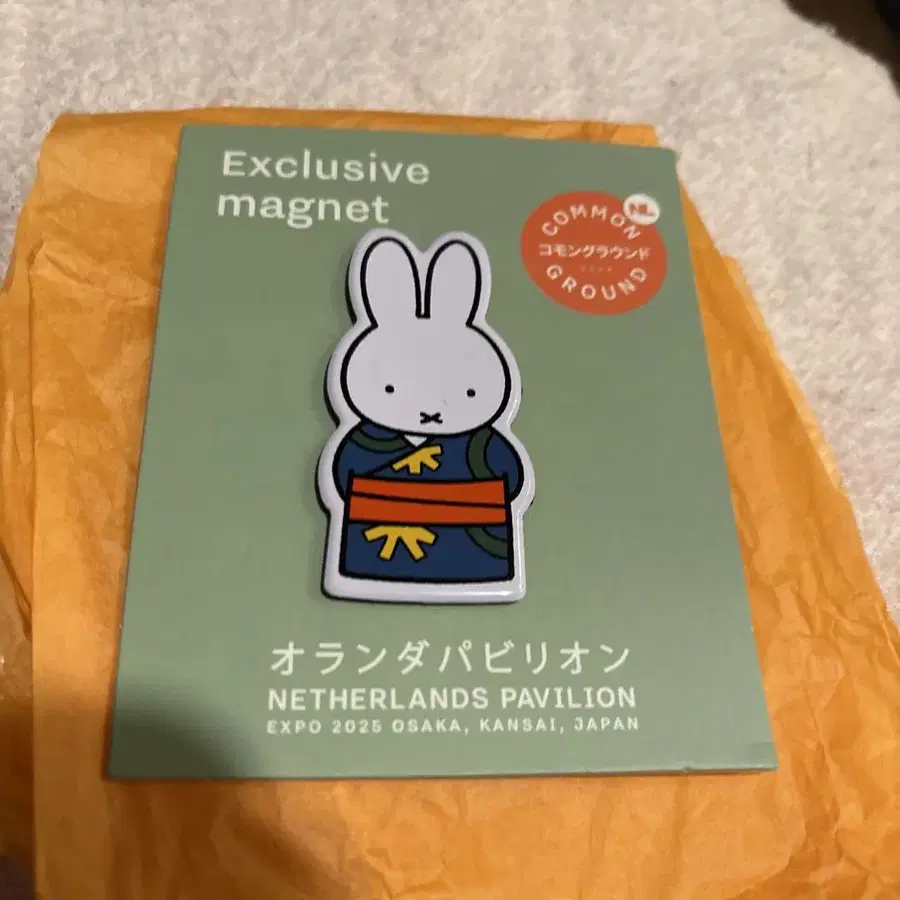 Exclusive
magnet
NL
COMMON
コモングラウンド
GROUND
オランダパビリオン
NETHERLANDS PAVILION
EXPO 2025 OSAKA, KANSAI, JAPAN